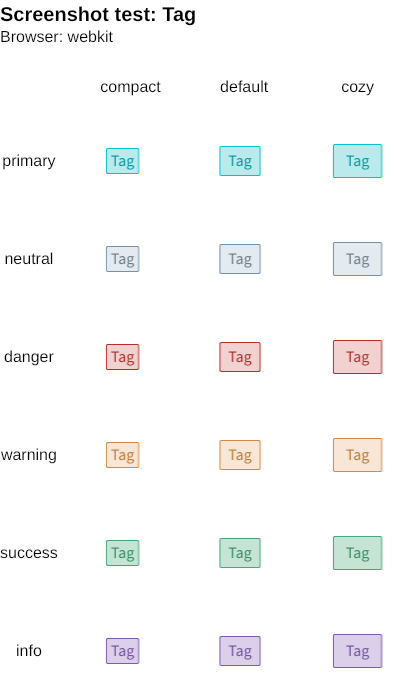 Screenshot test: Tag
Browser: webkit
compact default cozy
primary Tag Tag Tag
neutral Tag Tag Tag
danger Tag Tag Tag
warning Tag Tag Tag
success Tag Tag Tag
info Tag Tag Tag